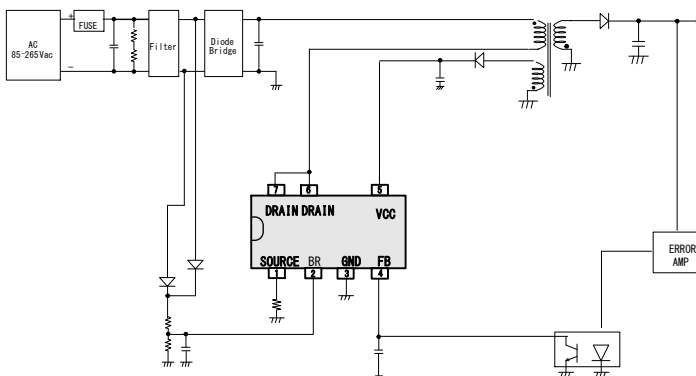 AC
85-265Vac
+
−
FUSE
Filter
Diode
Bridge
7
6
5
DRAIN
DRAIN
VCC
SOURCE
BR
GND
FB
1
2
3
4
ERROR
AMP